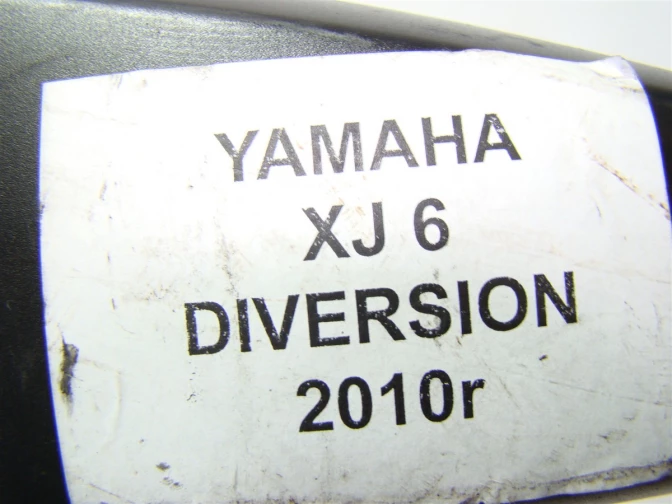 YAMAHA
XJ 6
DIVERSION
2010r